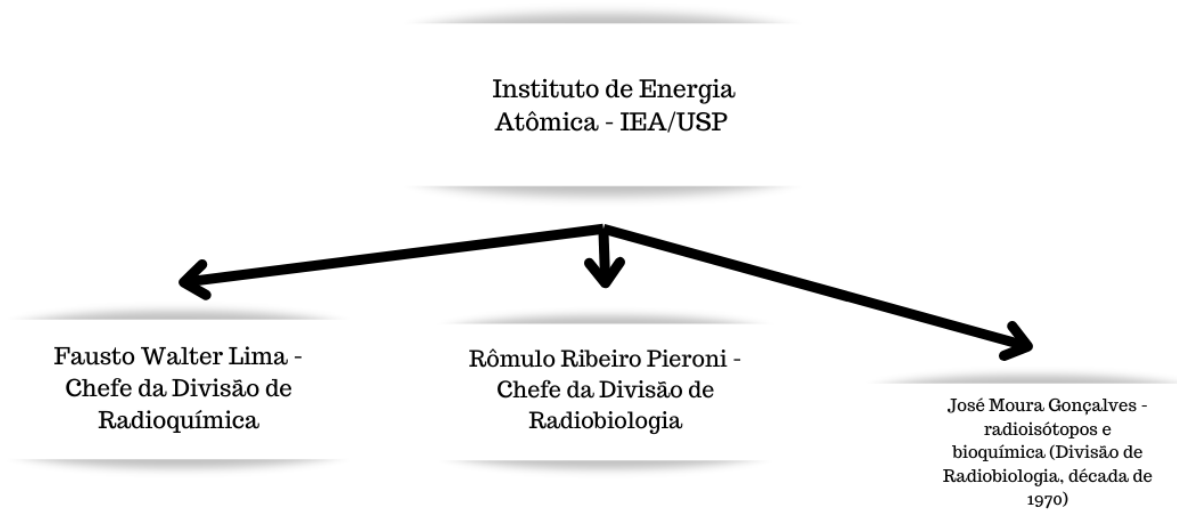 Instituto de Energia
Atômica - IEA/USP
Fausto Walter Lima -
Chefe da Divisão de
Radioquímica
Rômulo Ribeiro Pieroni -
Chefe da Divisão de
Radiobiologia
José Moura Gonçalves -
radioisótopos e
bioquímica (Divisão de
Radiobiologia, década de
1970)